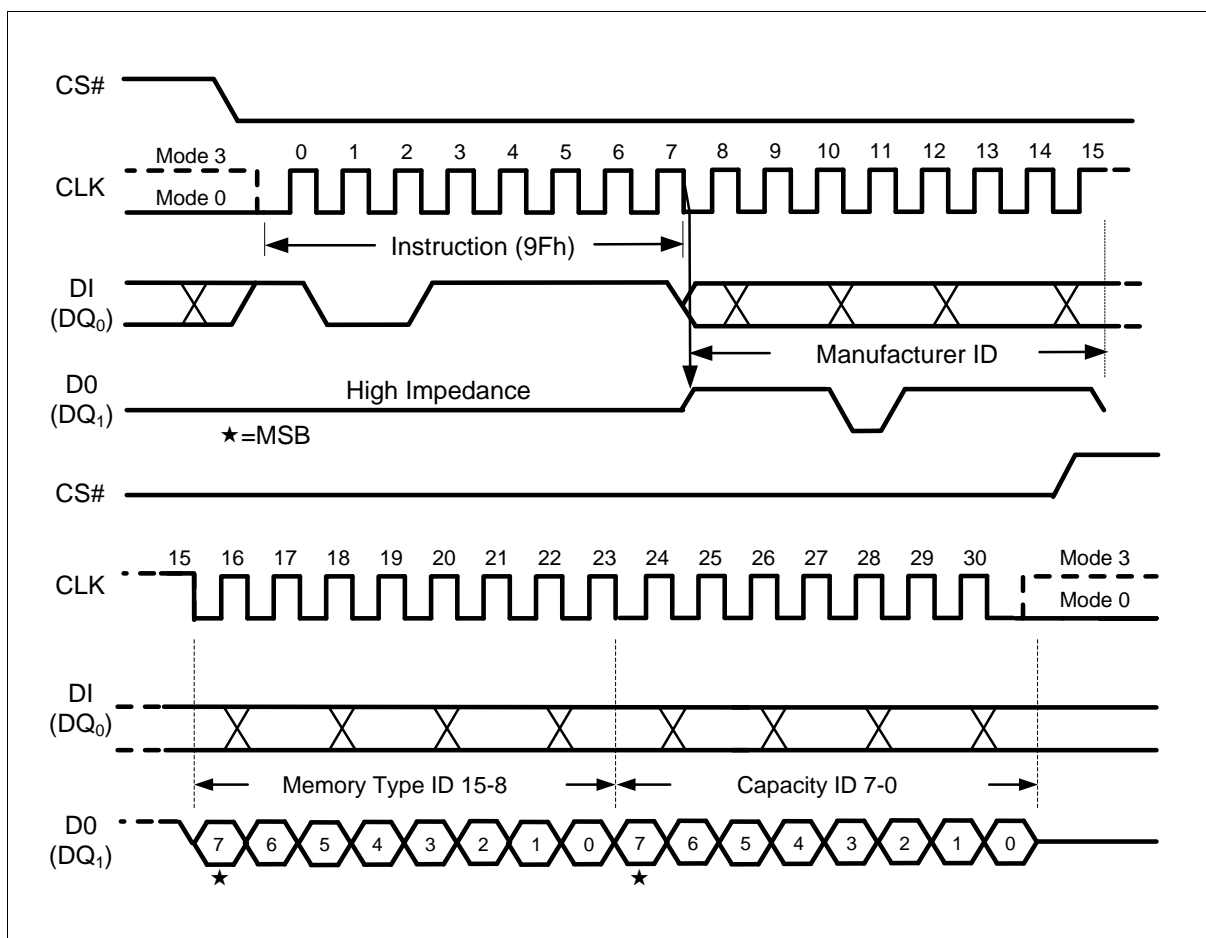 CS#
Mode 3
0 1 2 3 4 5 6 7 8 9 10 11 12 13 14 15
CLK
Mode 0
Instruction (9Fh)
DI
(DQ₀)
Manufacturer ID
D0
(DQ₁)
High Impedance
★=MSB
CS#
15 16 17 18 19 20 21 22 23 24 25 26 27 28 29 30
Mode 3
CLK
Mode 0
DI
(DQ₀)
Memory Type ID 15-8
Capacity ID 7-0
D0
(DQ₁)
7 6 5 4 3 2 1 0 7 6 5 4 3 2 1 0
★ ★